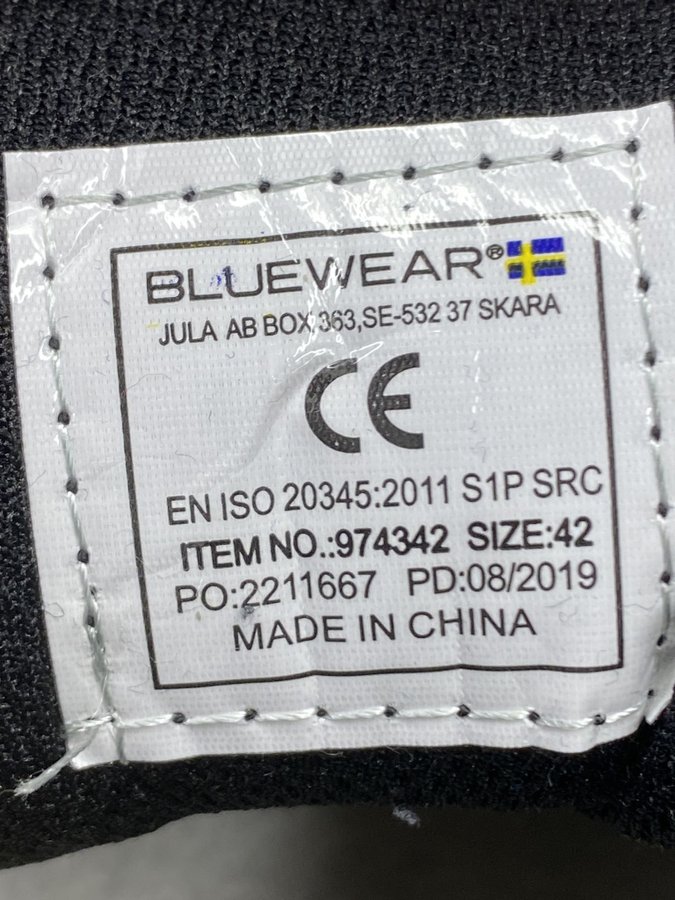 BLUEWEAR®
JULA AB BOX 363,SE-532 37 SKARA
CE
EN ISO 20345:2011 S1P SRC
ITEM NO.:974342 SIZE:42
PO:2211667 PD:08/2019
MADE IN CHINA